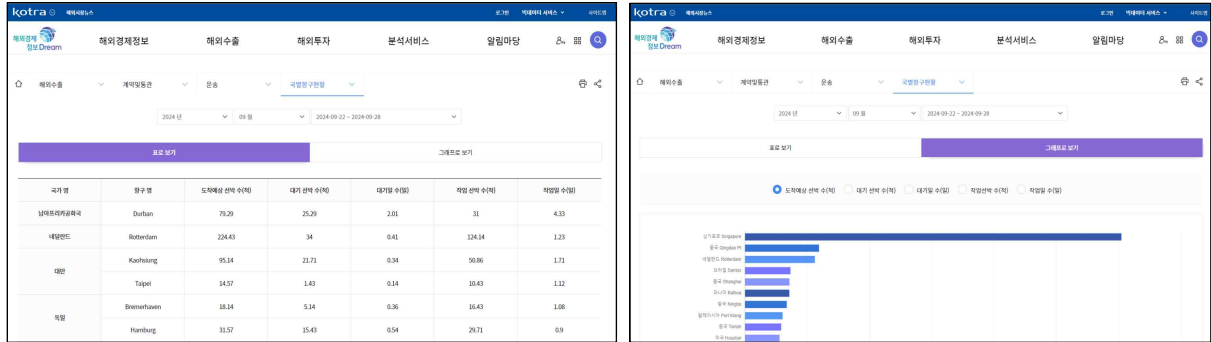 kotra 해외시장뉴스 로그인 빅데이터 서비스 사이트맵
해외경제정보Dream 해외경제정보 해외수출 해외투자 분석서비스 알림마당
해외수출 계약및통관 운송 국별항구현황
2024 년 09 월 2024-09-22 ~ 2024-09-28
표로 보기 그래프로 보기
국가 명 항구 명 도착예상 선박 수(척) 대기 선박 수(척) 대기일 수(일) 작업 선박 수(척) 작업일 수(일)
남아프리카공화국 Durban 79.29 25.29 2.01 31 4.33
네덜란드 Rotterdam 224.43 34 0.41 124.14 1.23
대만 Kaohsiung 95.14 21.71 0.34 50.86 1.71
Taipei 14.57 1.43 0.14 10.43 1.12
독일 Bremerhaven 18.14 5.14 0.36 16.43 1.08
Hamburg 31.57 15.43 0.54 29.71 0.9
kotra 해외시장뉴스 로그인 빅데이터 서비스 사이트맵
해외경제정보Dream 해외경제정보 해외수출 해외투자 분석서비스 알림마당
해외수출 계약및통관 운송 국별항구현황
2024 년 09 월 2024-09-22 ~ 2024-09-28
표로 보기 그래프로 보기
도착예상 선박 수(척) 대기 선박 수(척) 대기일 수(일) 작업선박 수(척) 작업일 수(일)
싱가포르 Singapore
중국 Qingdao Pt
네덜란드 Rotterdam
브라질 Santos
중국 Shanghai
파나마 Balboa
중국 Ningbo
말레이시아 Port Klang
중국 Tianjin
미국 Houston